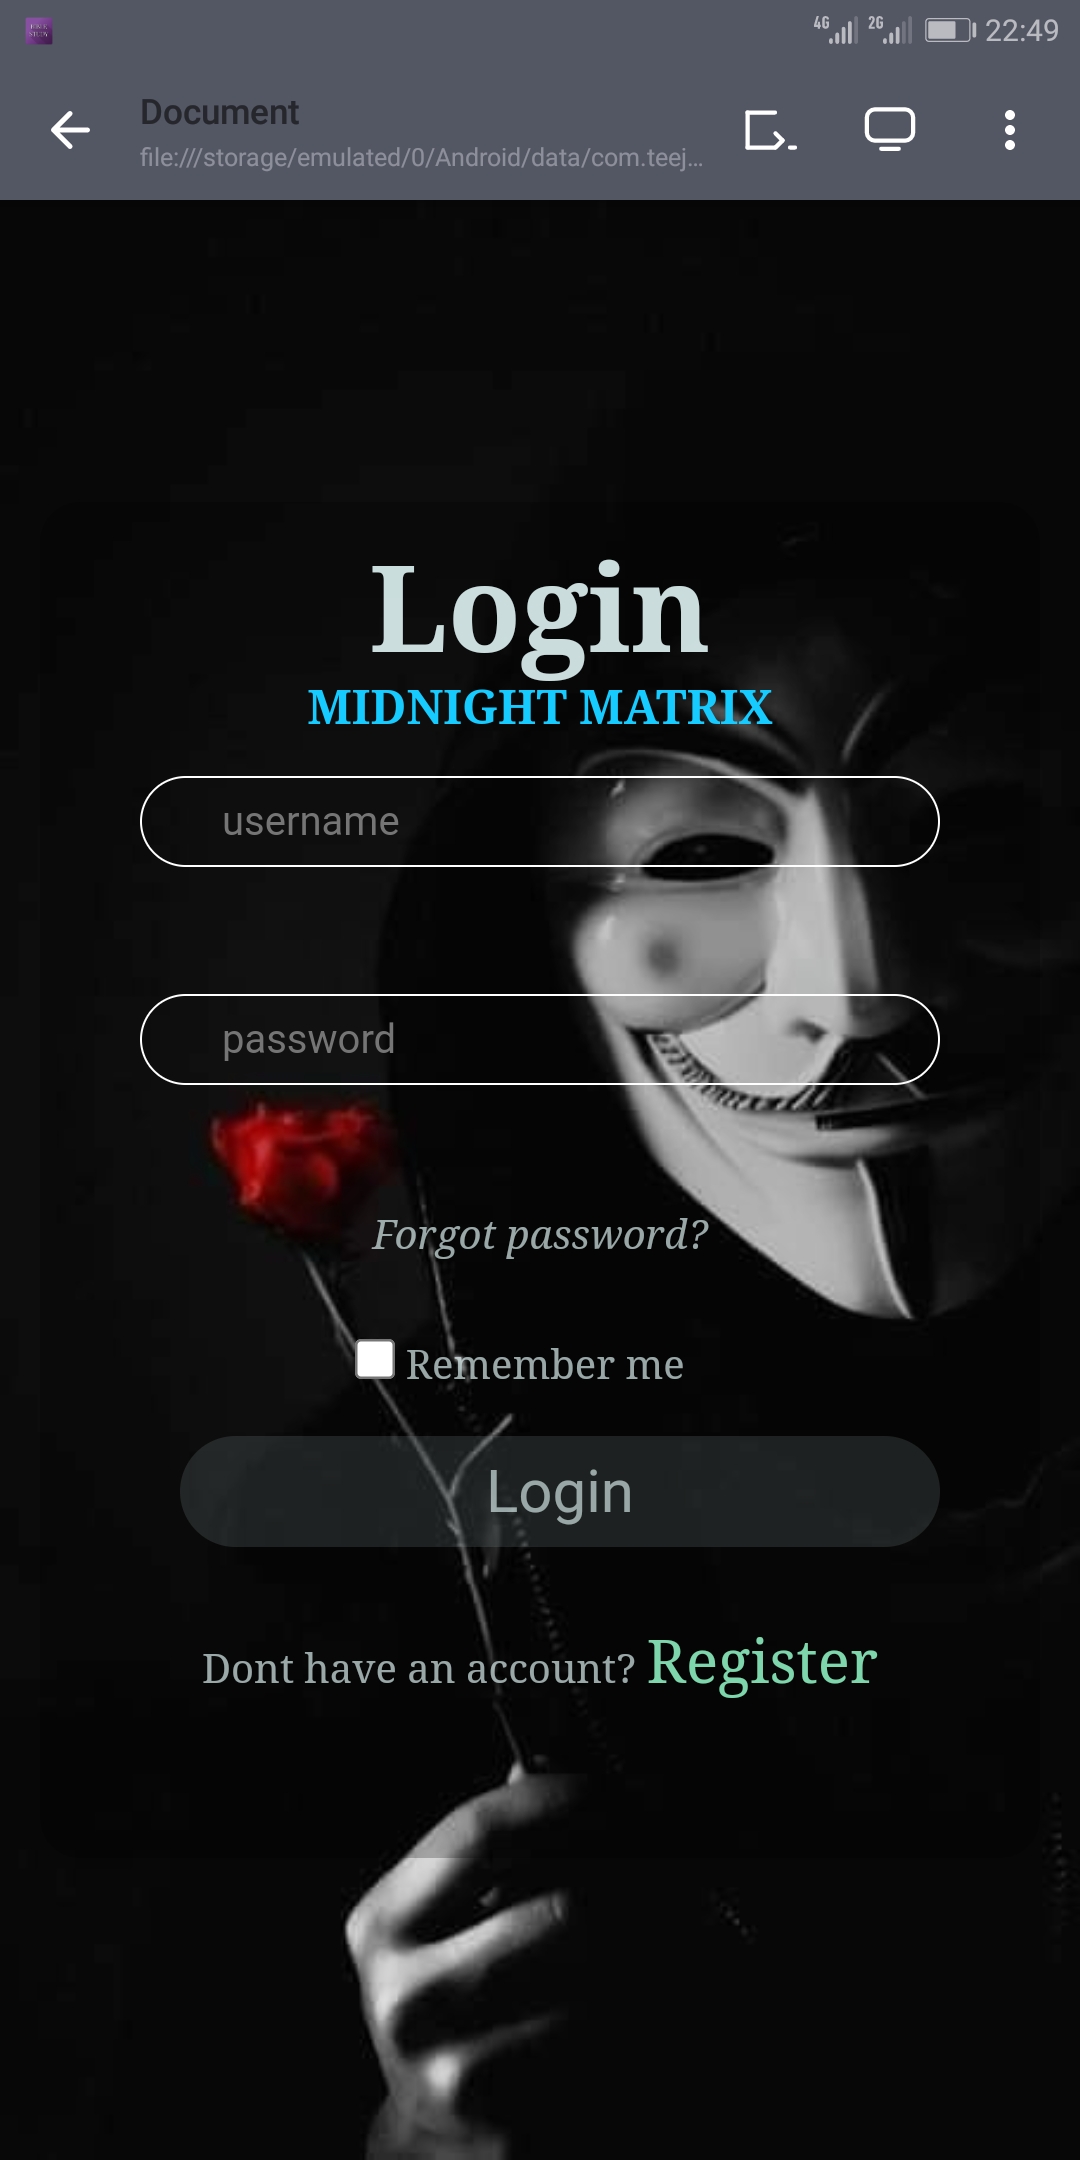 4G 2G 22:49
Document
file:///storage/emulated/0/Android/data/com.teej...
Login
MIDNIGHT MATRIX
username
password
Forgot password?
Remember me
Login
Dont have an account? Register